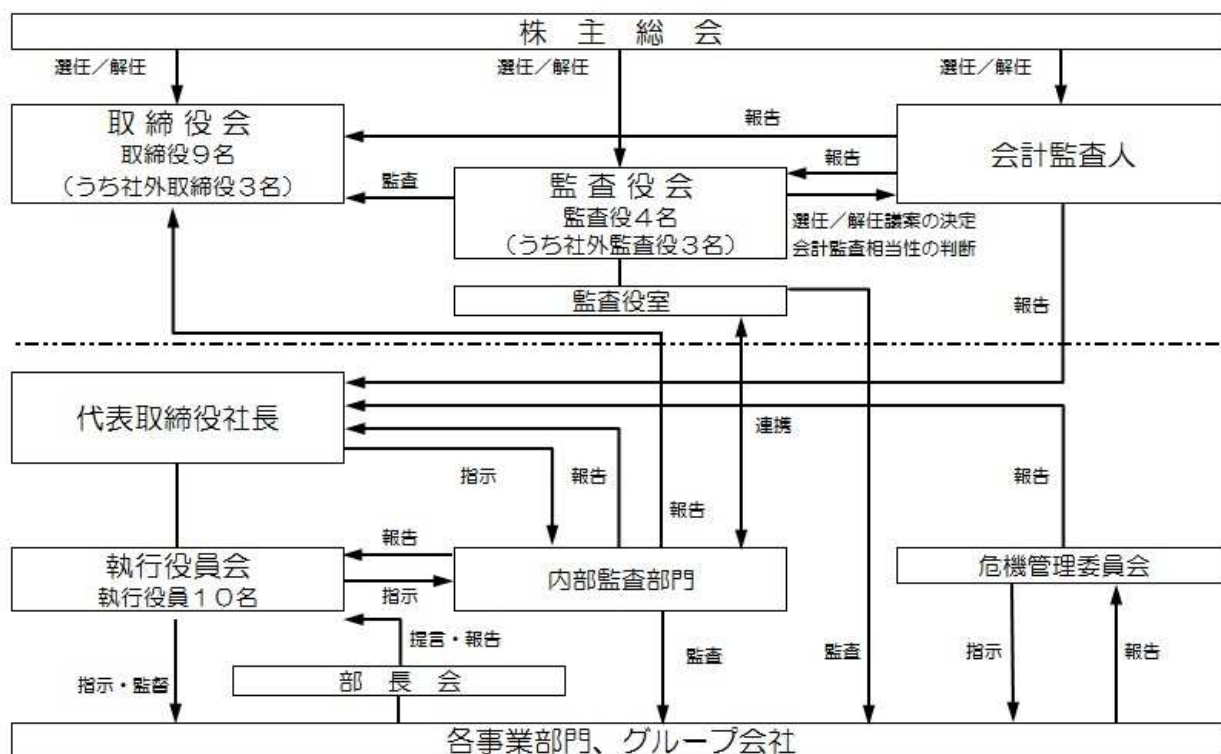 株主総会
選任／解任
選任／解任
選任／解任
取締役会
取締役９名
（うち社外取締役３名）
報告
会計監査人
報告
監査
監査役会
監査役４名
（うち社外監査役３名）
選任／解任議案の決定
会計監査相当性の判断
監査役室
報告
代表取締役社長
連携
指示
報告
報告
報告
報告
執行役員会
執行役員１０名
指示
内部監査部門
危機管理委員会
提言・報告
監査
監査
指示
報告
指示・監督
部長会
各事業部門、グループ会社